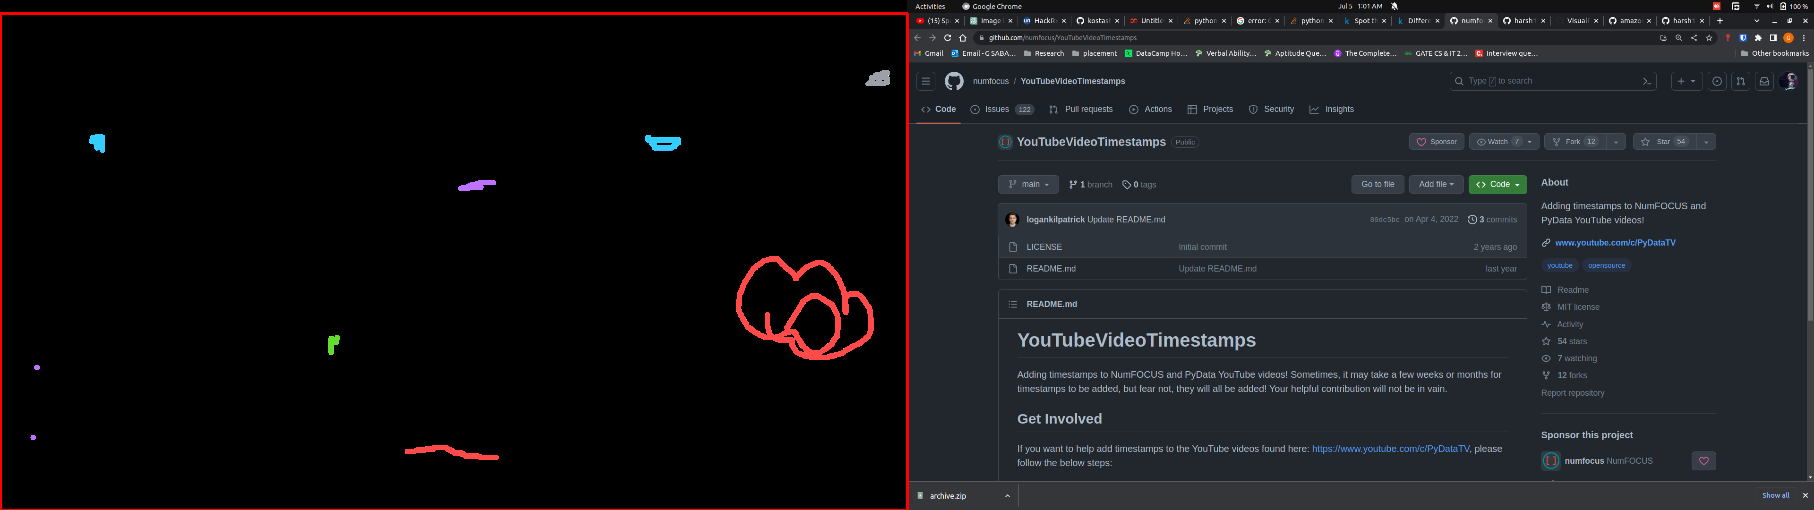 Activities
Google Chrome
Jul 5 1:01 AM
100 %
(15) Sp
Image
HackRe
kostas
Untitle
python
error: C
python
Spot th
Differe
numfo
harsh1
Visuali
amazo
harsh1
github.com/numfocus/YouTubeVideoTimestamps
Gmail
Email - G SABA...
Research
placement
DataCamp Ho...
Verbal Ability...
Aptitude Que...
The Complete...
GATE CS & IT 2...
Interview que...
Other bookmarks
numfocus / YouTubeVideoTimestamps
Type / to search
Code
Issues 122
Pull requests
Actions
Projects
Security
Insights
YouTubeVideoTimestamps Public
Sponsor
Watch 7
Fork 12
Star 54
main
1 branch
0 tags
Go to file
Add file
Code
logankilpatrick Update README.md
on Apr 4, 2022
3 commits
LICENSE
Initial commit
2 years ago
README.md
Update README.md
last year
README.md
YouTubeVideoTimestamps
Adding timestamps to NumFOCUS and PyData YouTube videos! Sometimes, it may take a few weeks or months for
timestamps to be added, but fear not, they will all be added! Your helpful contribution will not be in vain.
Get Involved
If you want to help add timestamps to the YouTube videos found here: https://www.youtube.com/c/PyDataTV, please
follow the below steps:
About
Adding timestamps to NumFOCUS and
PyData YouTube videos!
www.youtube.com/c/PyDataTV
youtube
opensource
Readme
MIT license
Activity
54 stars
7 watching
12 forks
Report repository
Sponsor this project
numfocus NumFOCUS
archive.zip
Show all